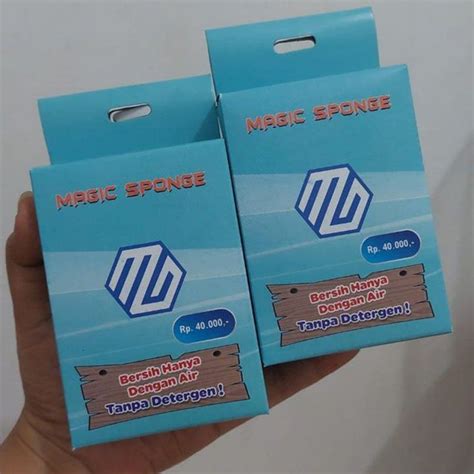 MAGIC SPONGE
Rp. 40.000,-
Bersih Hanya
Dengan Air
Tanpa Detergen !
MAGIC SPONGE
Rp. 40.000,-
Bersih Hanya
Dengan Air
Tanpa Detergen !